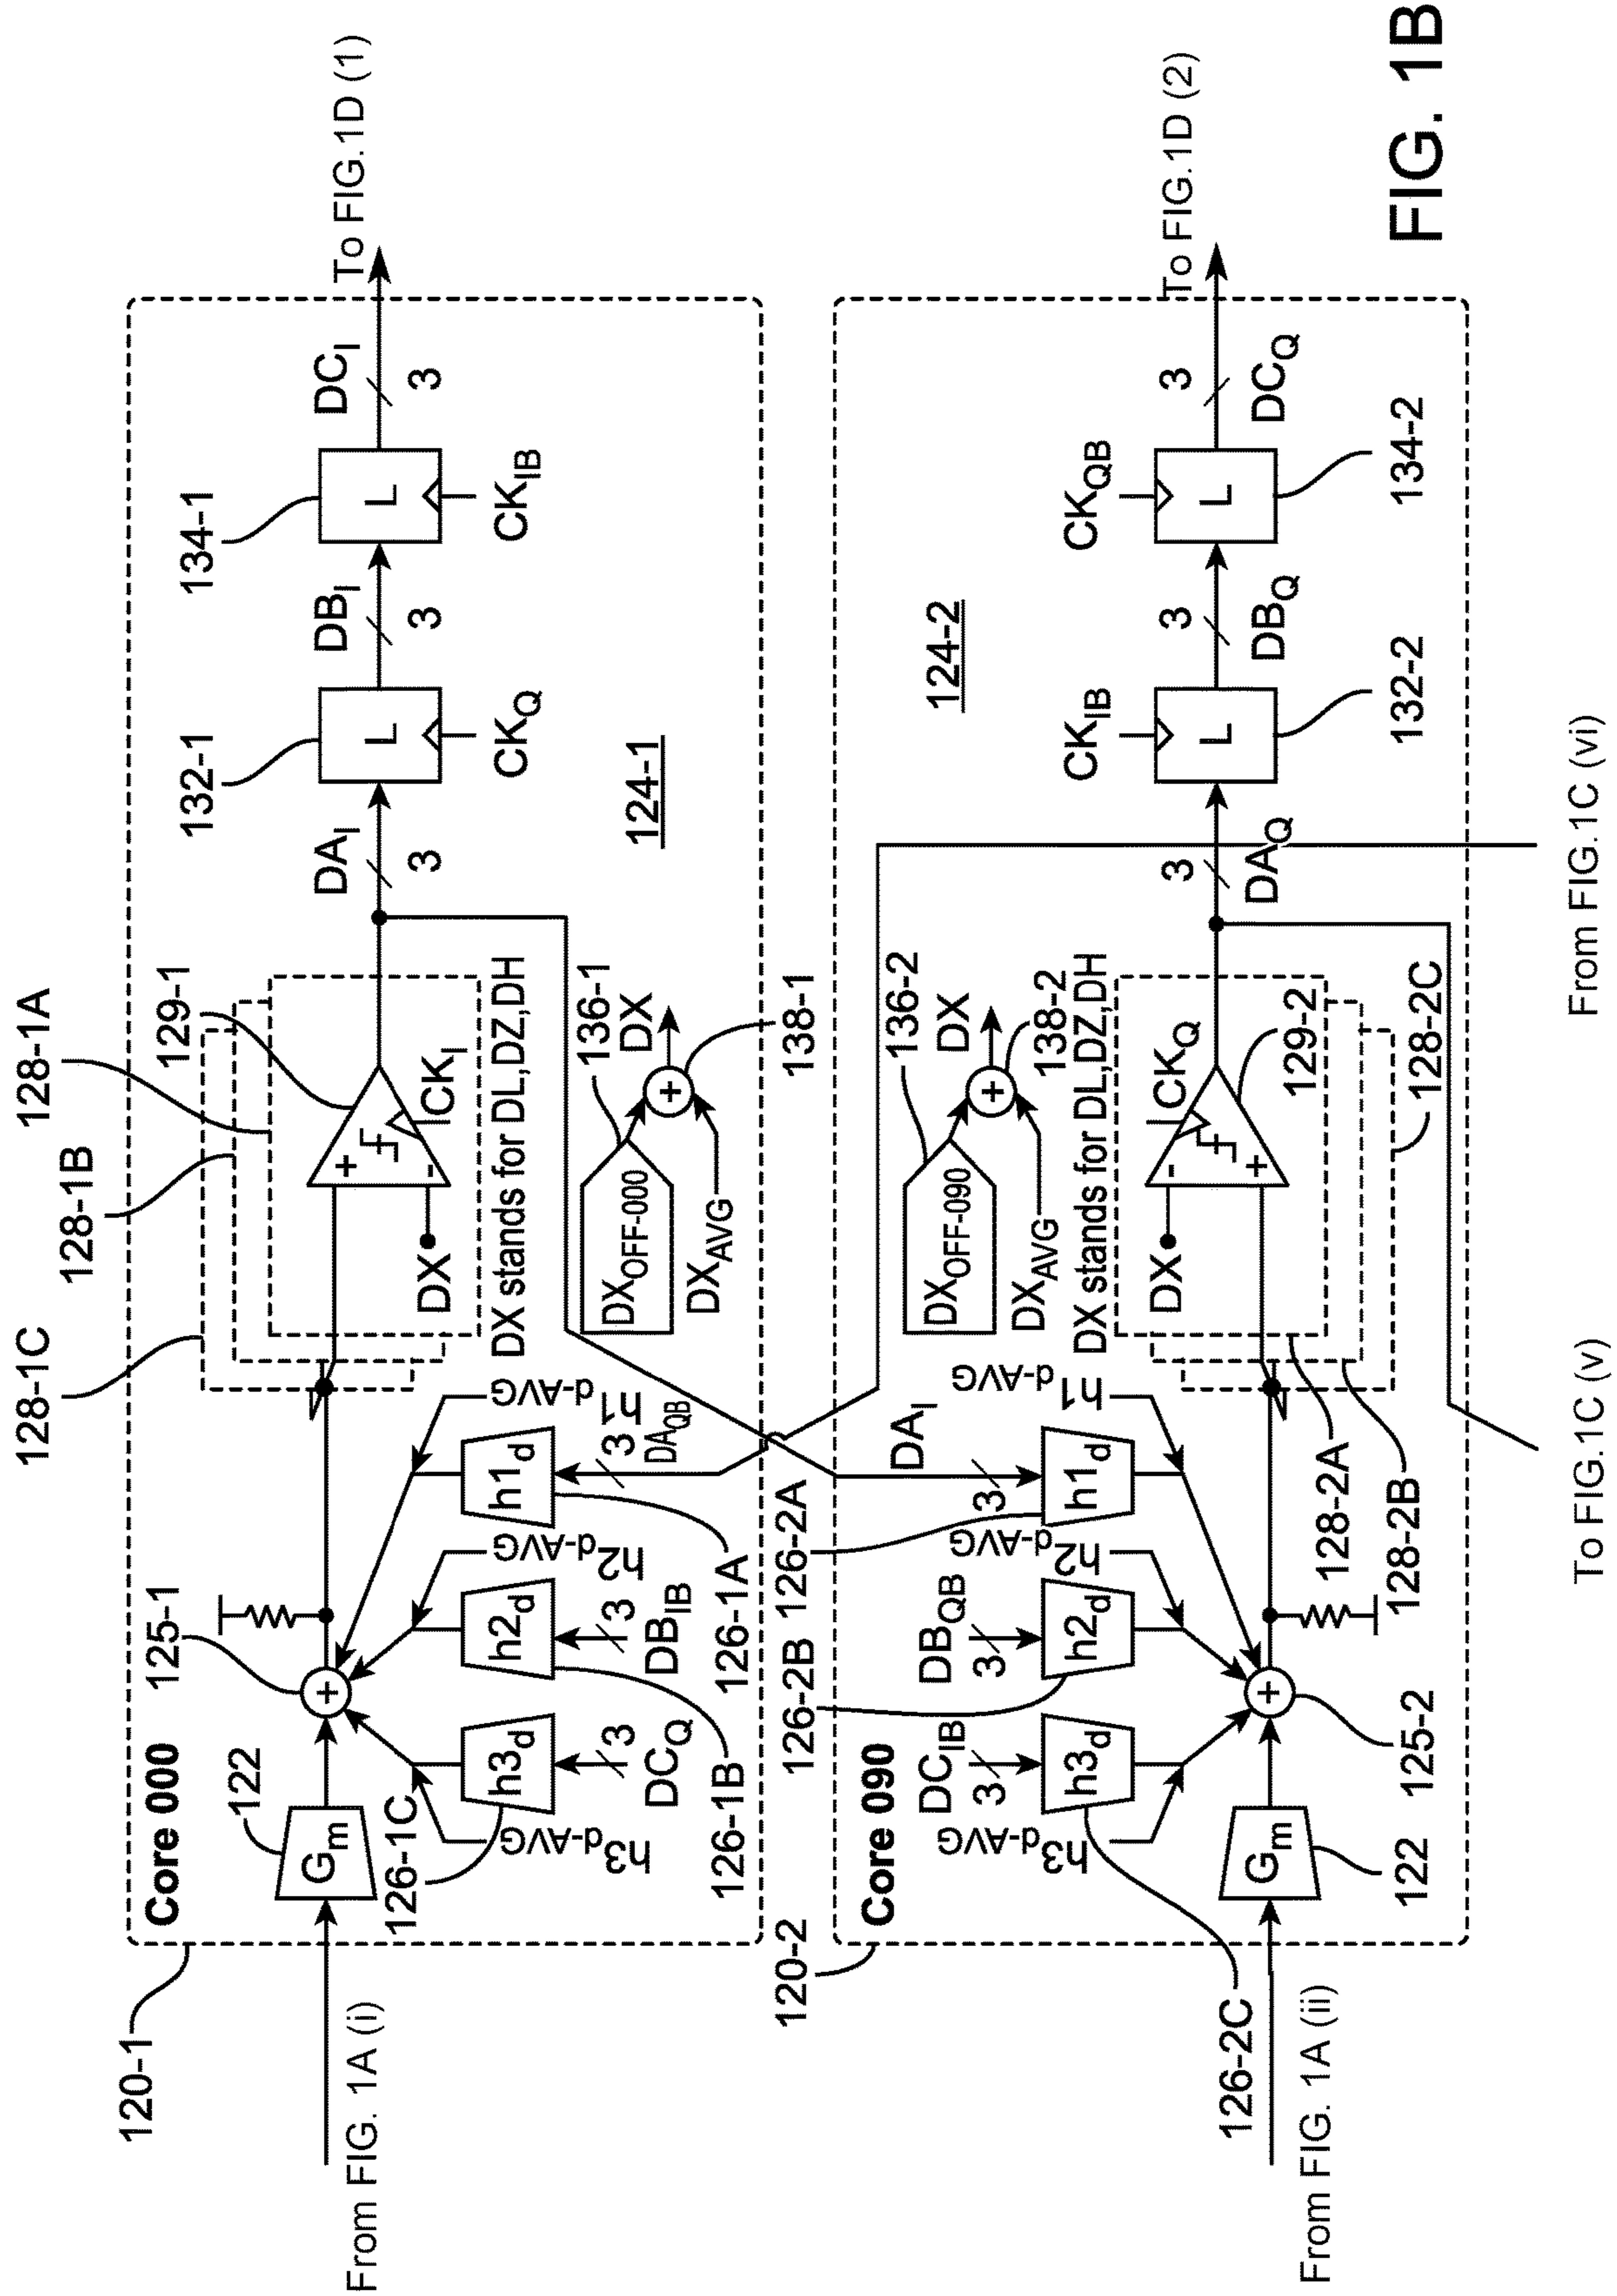 128-1C
128-1B
128-1A
129-1
132-1
134-1
DX
CK_I
DA_I
3
DB_I
3
DC_I
3
To FIG.1D (1)
L
CK_Q
L
CK_IB
DX stands for DL,DZ,DH
124-1
120-1
Core 000
122
G_m
125-1
From FIG. 1A (i)
126-1C
h3_d
h3_d-AVG
3
DC_Q
126-1B
h2_d
h2_d-AVG
3
DB_IB
126-1A
h1_d
h1_d-AVG
3
DA_QB
DX_OFF-000
136-1
DX_AVG
DX
138-1
120-2
Core 090
126-2C
DC_IB
3
h3_d
h3_d-AVG
126-2B
DB_QB
3
h2_d
h2_d-AVG
126-2A
DA_I
3
h1_d
h1_d-AVG
DX_OFF-090
136-2
DX_AVG
DX
138-2
124-2
DX stands for DL,DZ,DH
122
G_m
125-2
From FIG. 1A (ii)
DX
CK_Q
129-2
128-2A
128-2B
128-2C
3
DA_Q
CK_IB
L
132-2
3
DB_Q
CK_QB
L
134-2
3
DC_Q
To FIG.1D (2)
To FIG.1C (v)
From FIG.1C (vi)
FIG. 1B